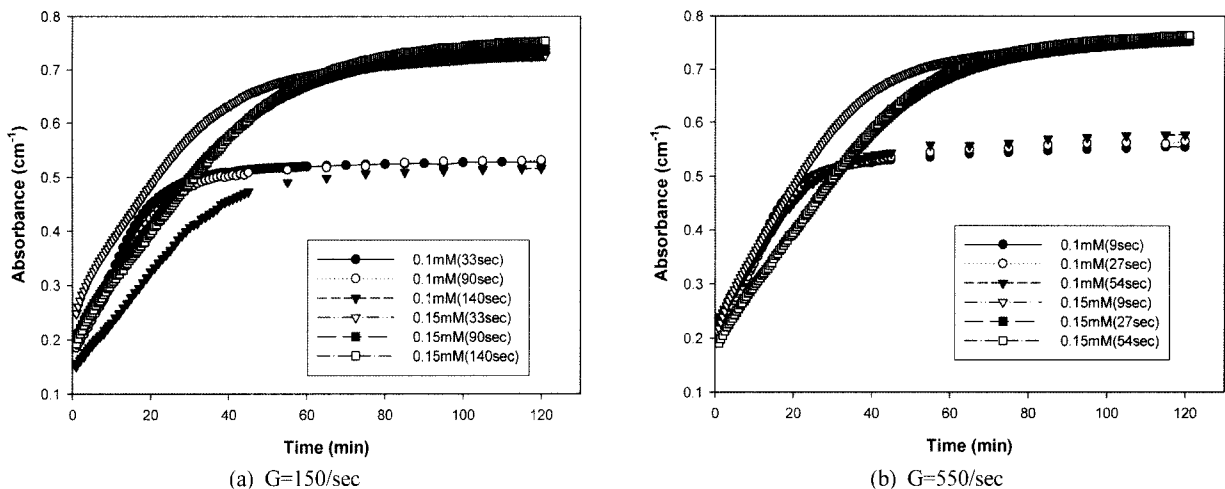 0.8
0.7
0.6
0.5
0.4
0.3
0.2
0.1
Absorbance (cm⁻¹)
0.1mM(33sec)
0.1mM(90sec)
0.1mM(140sec)
0.15mM(33sec)
0.15mM(90sec)
0.15mM(140sec)
0 20 40 60 80 100 120
Time (min)
(a) G=150/sec
0.8
0.7
0.6
0.5
0.4
0.3
0.2
0.1
Absorbance (cm⁻¹)
0.1mM(9sec)
0.1mM(27sec)
0.1mM(54sec)
0.15mM(9sec)
0.15mM(27sec)
0.15mM(54sec)
0 20 40 60 80 100 120
Time (min)
(b) G=550/sec